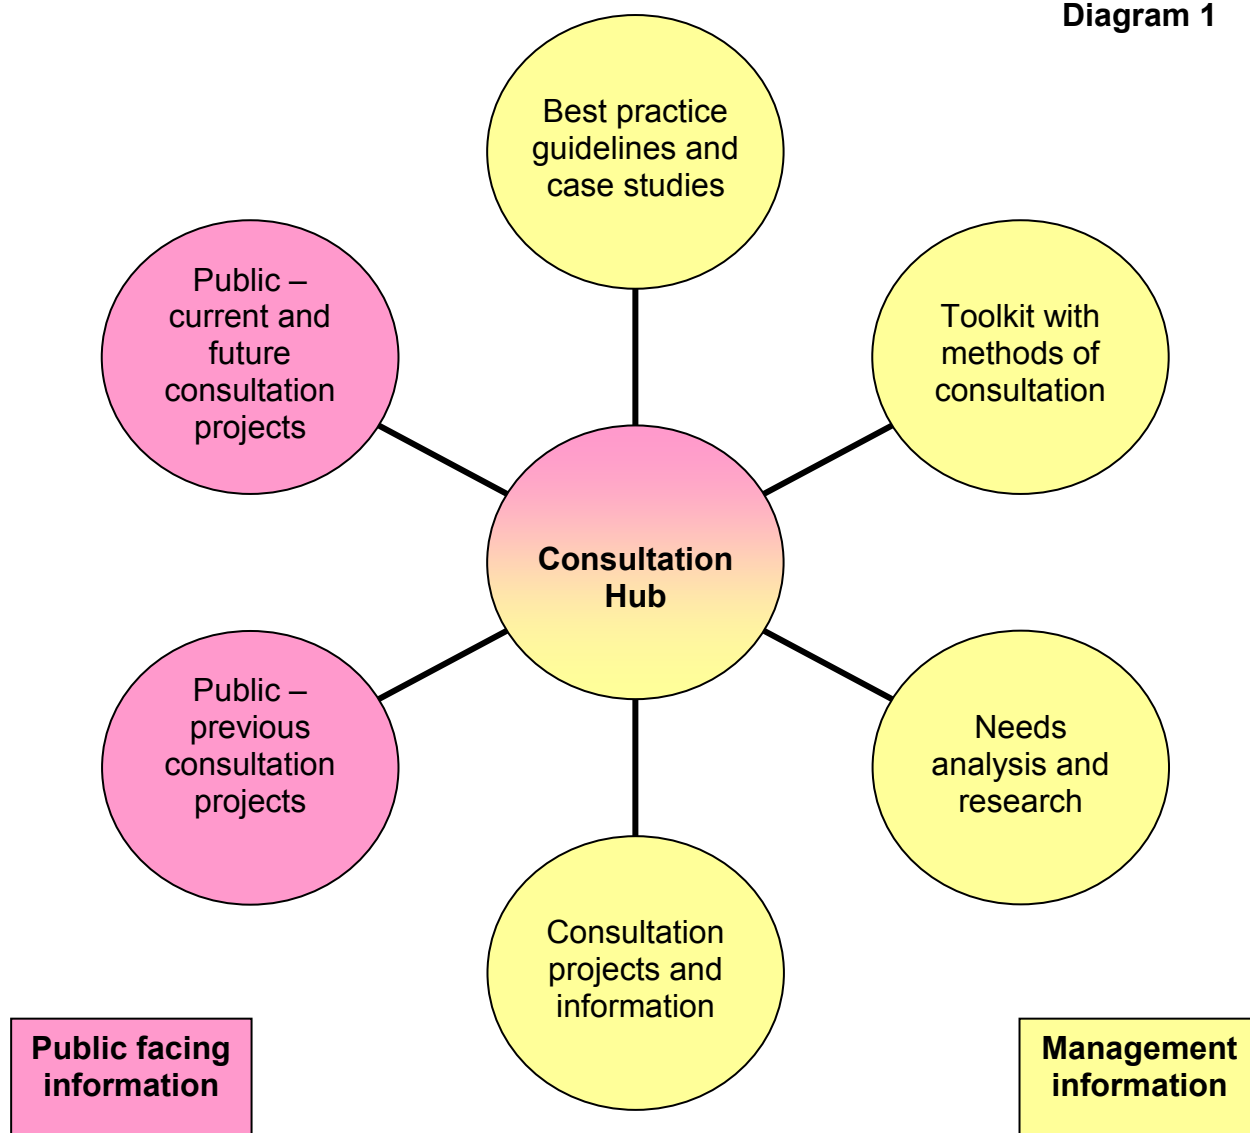 Diagram 1
Best practice
guidelines and
case studies
Public –
current and
future
consultation
projects
Toolkit with
methods of
consultation
Consultation
Hub
Public –
previous
consultation
projects
Needs
analysis and
research
Consultation
projects and
information
Public facing
information
Management
information